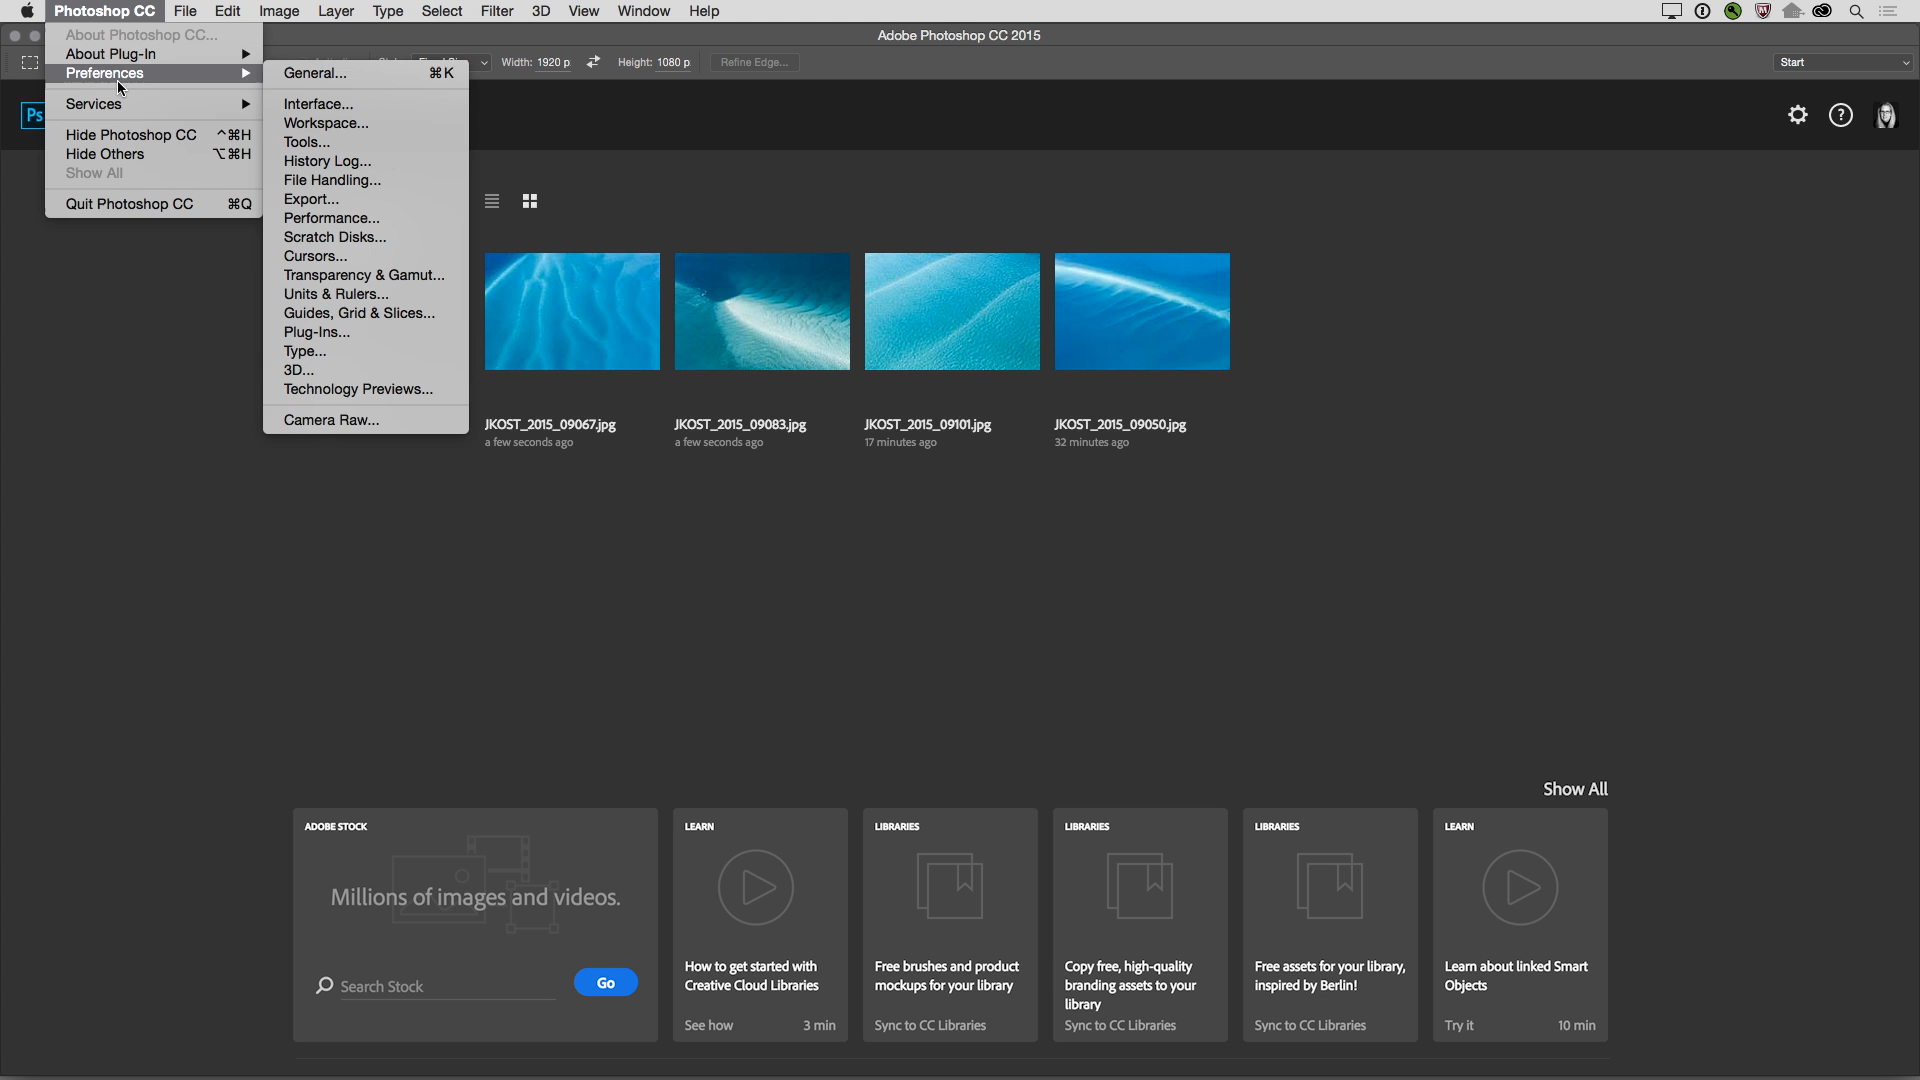 Photoshop CC File Edit Image Layer Type Select Filter 3D View Window Help
Adobe Photoshop CC 2015
About Photoshop CC...
About Plug-In
Preferences
Services
Hide Photoshop CC ^⌘H
Hide Others ⌥⌘H
Show All
Quit Photoshop CC ⌘Q
Width: 1920 p Height: 1080 p Refine Edge... Start
Ps
General... ⌘K
Interface...
Workspace...
Tools...
History Log...
File Handling...
Export...
Performance...
Scratch Disks...
Cursors...
Transparency & Gamut...
Units & Rulers...
Guides, Grid & Slices...
Plug-Ins...
Type...
3D...
Technology Previews...
Camera Raw...
JKOST_2015_09067.jpg
a few seconds ago
JKOST_2015_09083.jpg
a few seconds ago
JKOST_2015_09101.jpg
17 minutes ago
JKOST_2015_09050.jpg
32 minutes ago
Show All
ADOBE STOCK
Millions of images and videos.
Search Stock
Go
LEARN
How to get started with
Creative Cloud Libraries
See how 3 min
LIBRARIES
Free brushes and product
mockups for your library
Sync to CC Libraries
LIBRARIES
Copy free, high-quality
branding assets to your
library
Sync to CC Libraries
LIBRARIES
Free assets for your library,
inspired by Berlin!
Sync to CC Libraries
LEARN
Learn about linked Smart
Objects
Try it 10 min